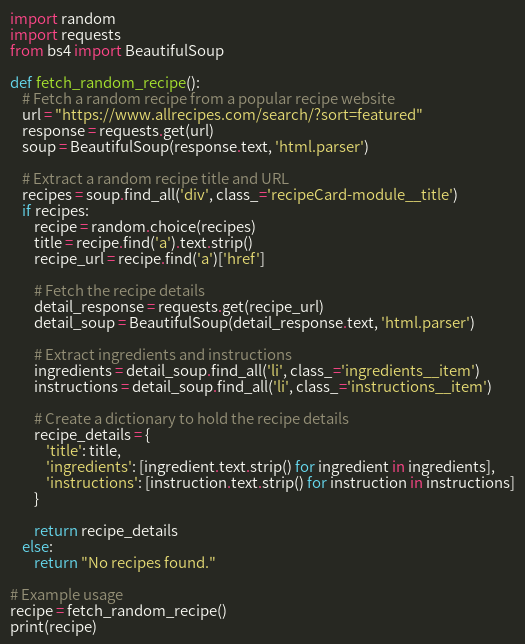 import random
import requests
from bs4 import BeautifulSoup

def fetch_random_recipe():
    # Fetch a random recipe from a popular recipe website
    url = "https://www.allrecipes.com/search/?sort=featured"
    response = requests.get(url)
    soup = BeautifulSoup(response.text, 'html.parser')

    # Extract a random recipe title and URL
    recipes = soup.find_all('div', class_='recipeCard-module__title')
    if recipes:
        recipe = random.choice(recipes)
        title = recipe.find('a').text.strip()
        recipe_url = recipe.find('a')['href']

        # Fetch the recipe details
        detail_response = requests.get(recipe_url)
        detail_soup = BeautifulSoup(detail_response.text, 'html.parser')

        # Extract ingredients and instructions
        ingredients = detail_soup.find_all('li', class_='ingredients__item')
        instructions = detail_soup.find_all('li', class_='instructions__item')

        # Create a dictionary to hold the recipe details
        recipe_details = {
            'title': title,
            'ingredients': [ingredient.text.strip() for ingredient in ingredients],
            'instructions': [instruction.text.strip() for instruction in instructions]
        }

        return recipe_details
    else:
        return "No recipes found."

# Example usage
recipe = fetch_random_recipe()
print(recipe)